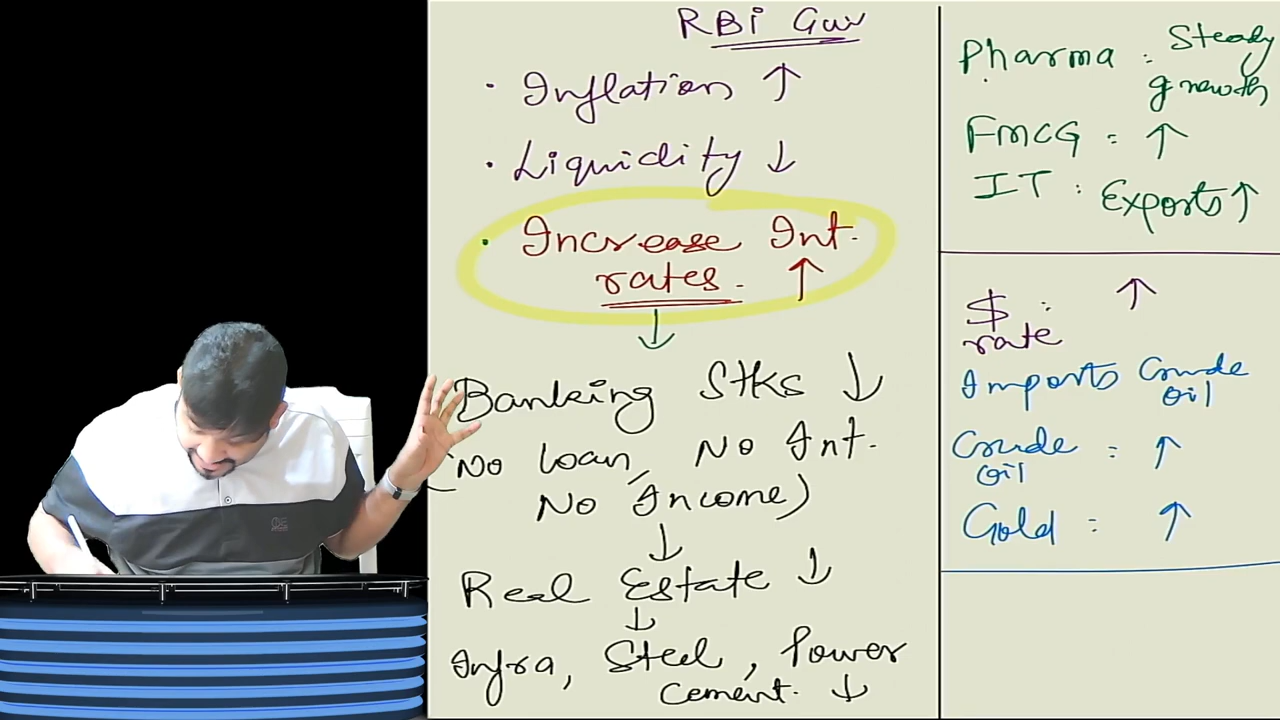 RBI Guv
· Inflation ↑
· Liquidity ↓
· Increase Int.
rates. ↑
↓
Banking Stks ↓
(No loan, No Int.
No Income)
↓
Real Estate ↓
↓
Infra, Steel, Power
cement. ↓
Pharma : Steady
growth
FMCG = ↑
IT : Exports ↑
$ : ↑
rate
Imports Crude
oil
Crude = ↑
oil
Gold = ↑